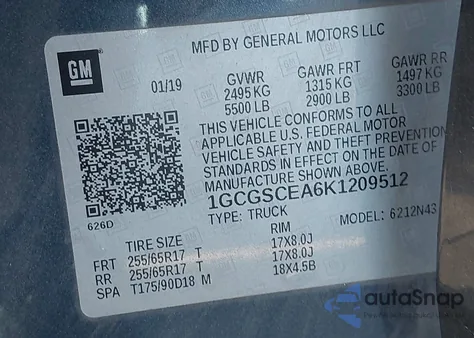 MFD BY GENERAL MOTORS LLC
GM
01/19
GVWR GAWR FRT GAWR RR
2495 KG 1315 KG 1497 KG
5500 LB 2900 LB 3300 LB
THIS VEHICLE CONFORMS TO ALL
APPLICABLE U.S. FEDERAL MOTOR
VEHICLE SAFETY AND THEFT PREVENTION
STANDARDS IN EFFECT ON THE DATE OF
MANUFACTURE SHOWN ABOVE.
1GCGSCEA6K1209512
626D
TYPE: TRUCK MODEL: 6212N43
TIRE SIZE RIM
FRT 255/65R17 T 17X8.0J
RR 255/65R17 T 17X8.0J
SPA T175/90D18 M 18X4.5B
autoSnap